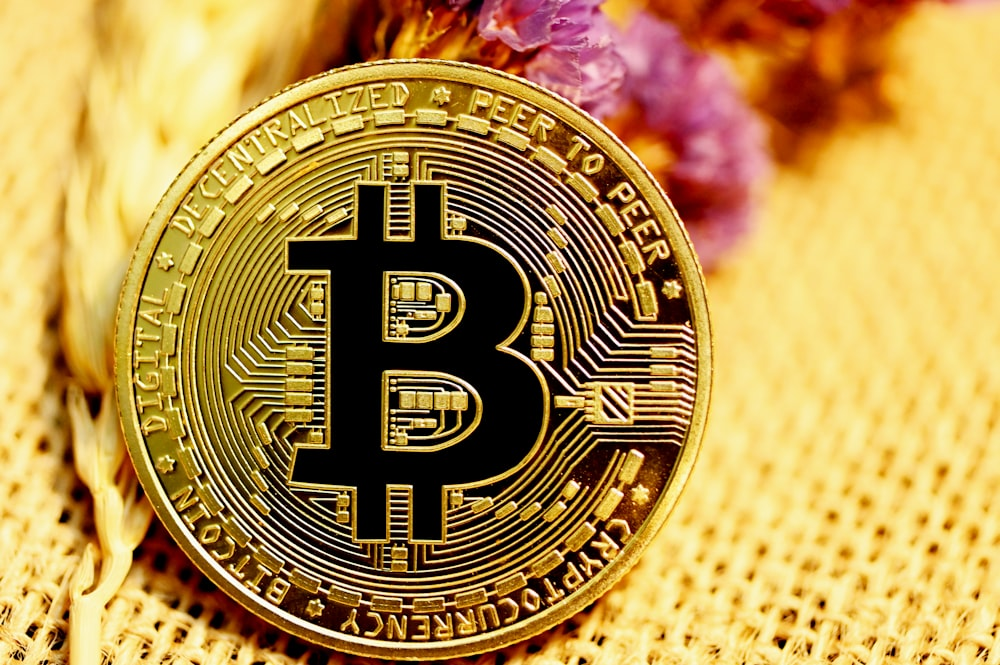 DIGITAL
DECENTRALIZED
PEER TO PEER
CRYPTOCURRENCY
BITCOIN